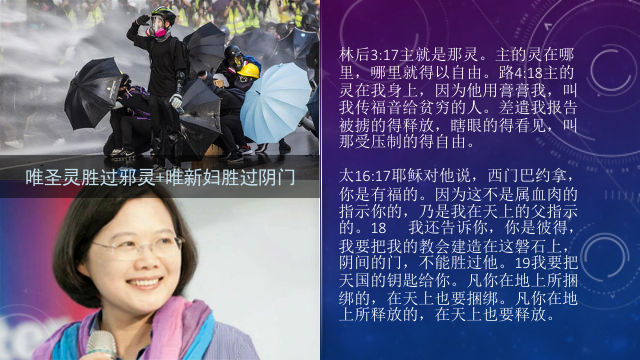 唯圣灵胜过邪灵+唯新妇胜过阴门
林后3:17主就是那灵。主的灵在哪
里，哪里就得以自由。路4:18主的
灵在我身上，因为他用膏膏我，叫
我传福音给贫穷的人。差遣我报告
被掳的得释放，瞎眼的得看见，叫
那受压制的得自由。
太16:17耶稣对他说，西门巴约拿，
你是有福的。因为这不是属血肉的
指示你的，乃是我在天上的父指示
的。18 我还告诉你，你是彼得，
我要把我的教会建造在这磐石上，
阴间的门，不能胜过他。19我要把
天国的钥匙给你。凡你在地上所捆
绑的，在天上也要捆绑。凡你在地
上所释放的，在天上也要释放。